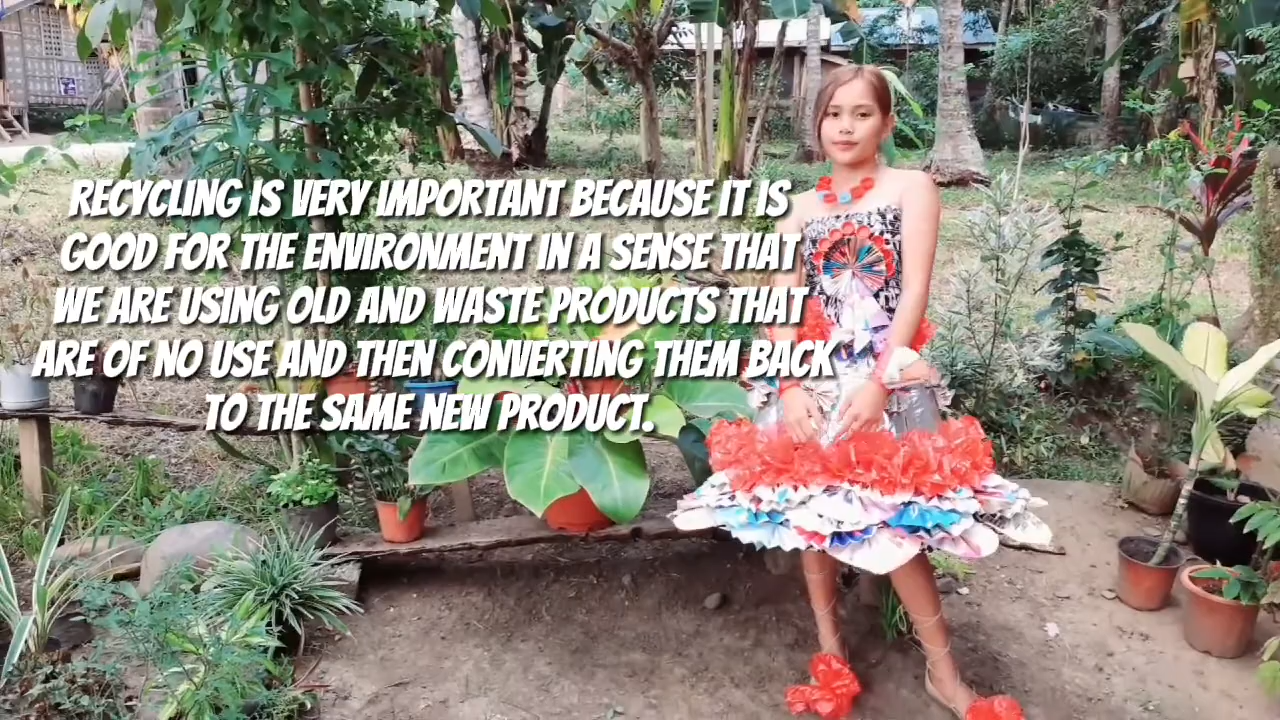 RECYCLING IS VERY IMPORTANT BECAUSE IT IS
GOOD FOR THE ENVIRONMENT IN A SENSE THAT
WE ARE USING OLD AND WASTE PRODUCTS THAT
ARE OF NO USE AND THEN CONVERTING THEM BACK
TO THE SAME NEW PRODUCT.